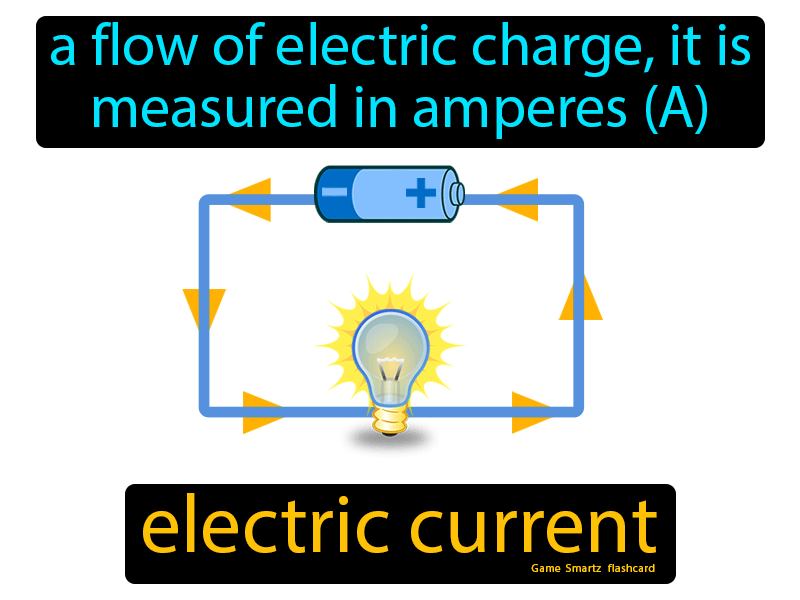 a flow of electric charge, it is
measured in amperes (A)
− +
electric current
Game Smartz flashcard